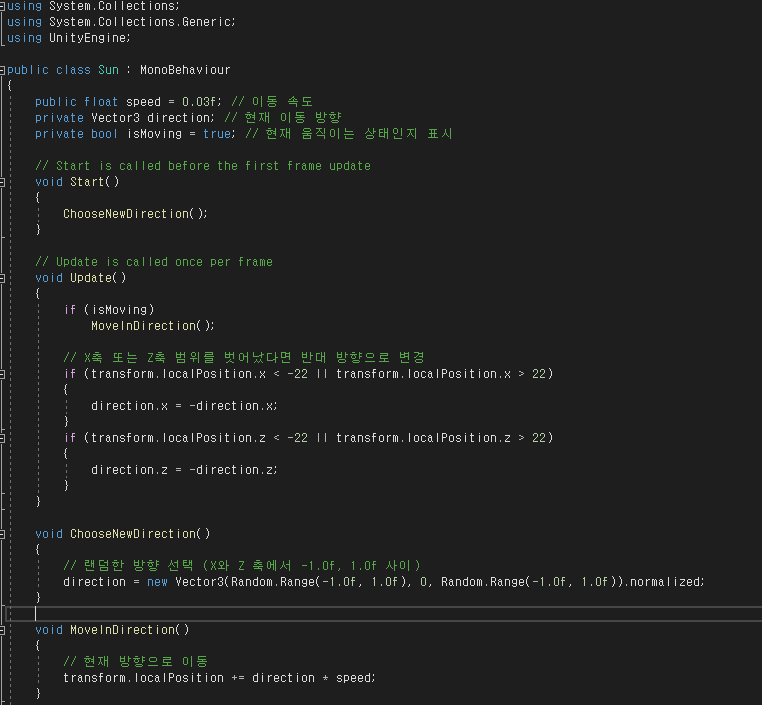 using System.Collections;
using System.Collections.Generic;
using UnityEngine;

public class Sun : MonoBehaviour
{
    public float speed = 0.03f; // 이동 속도
    private Vector3 direction; // 현재 이동 방향
    private bool isMoving = true; // 현재 움직이는 상태인지 표시

    // Start is called before the first frame update
    void Start()
    {
        ChooseNewDirection();
    }

    // Update is called once per frame
    void Update()
    {
        if (isMoving)
            MoveInDirection();

        // X축 또는 Z축 범위를 벗어났다면 반대 방향으로 변경
        if (transform.localPosition.x < -22 || transform.localPosition.x > 22)
        {
            direction.x = -direction.x;
        }
        if (transform.localPosition.z < -22 || transform.localPosition.z > 22)
        {
            direction.z = -direction.z;
        }
    }

    void ChooseNewDirection()
    {
        // 랜덤한 방향 선택 (X와 Z 축에서 -1.0f, 1.0f 사이)
        direction = new Vector3(Random.Range(-1.0f, 1.0f), 0, Random.Range(-1.0f, 1.0f)).normalized;
    }

    void MoveInDirection()
    {
        // 현재 방향으로 이동
        transform.localPosition += direction * speed;
    }